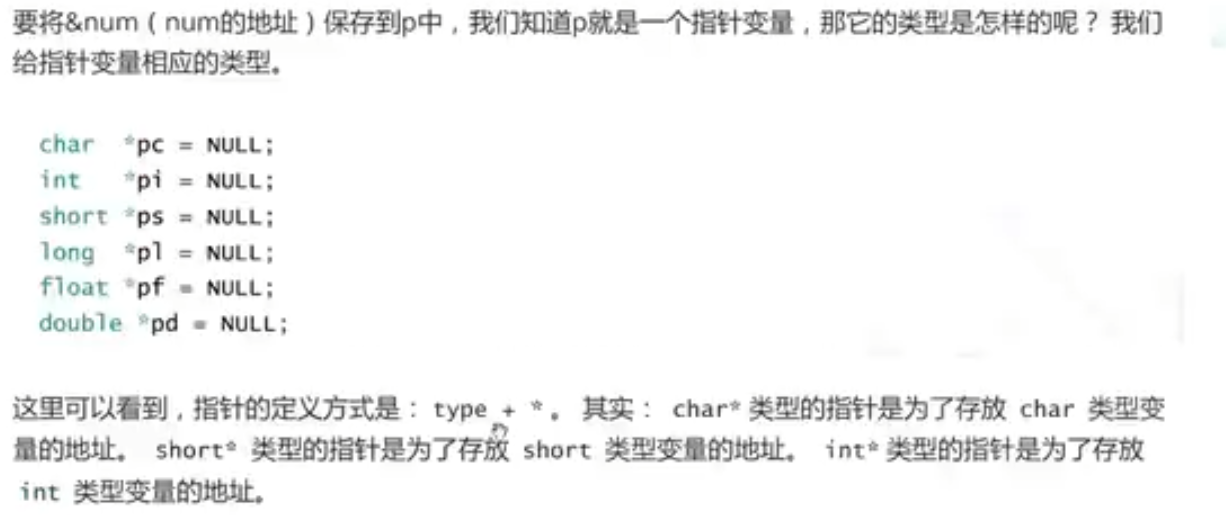 要将&num（num的地址）保存到p中，我们知道p就是一个指针变量，那它的类型是怎样的呢？ 我们
给指针变量相应的类型。
char  *pc = NULL;
int   *pi = NULL;
short *ps = NULL;
long  *pl = NULL;
float *pf = NULL;
double *pd = NULL;
这里可以看到，指针的定义方式是： type + * 。 其实： char* 类型的指针是为了存放 char 类型变
量的地址。 short* 类型的指针是为了存放 short 类型变量的地址。 int* 类型的指针是为了存放
int 类型变量的地址。